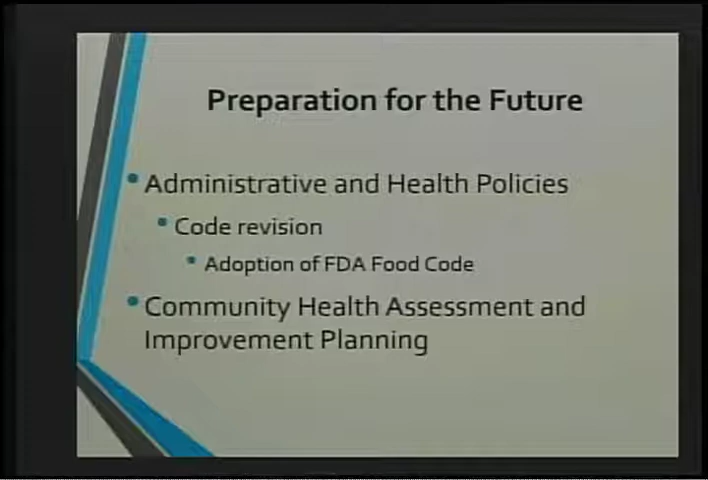 Preparation for the Future
• Administrative and Health Policies
• Code revision
• Adoption of FDA Food Code
• Community Health Assessment and
Improvement Planning